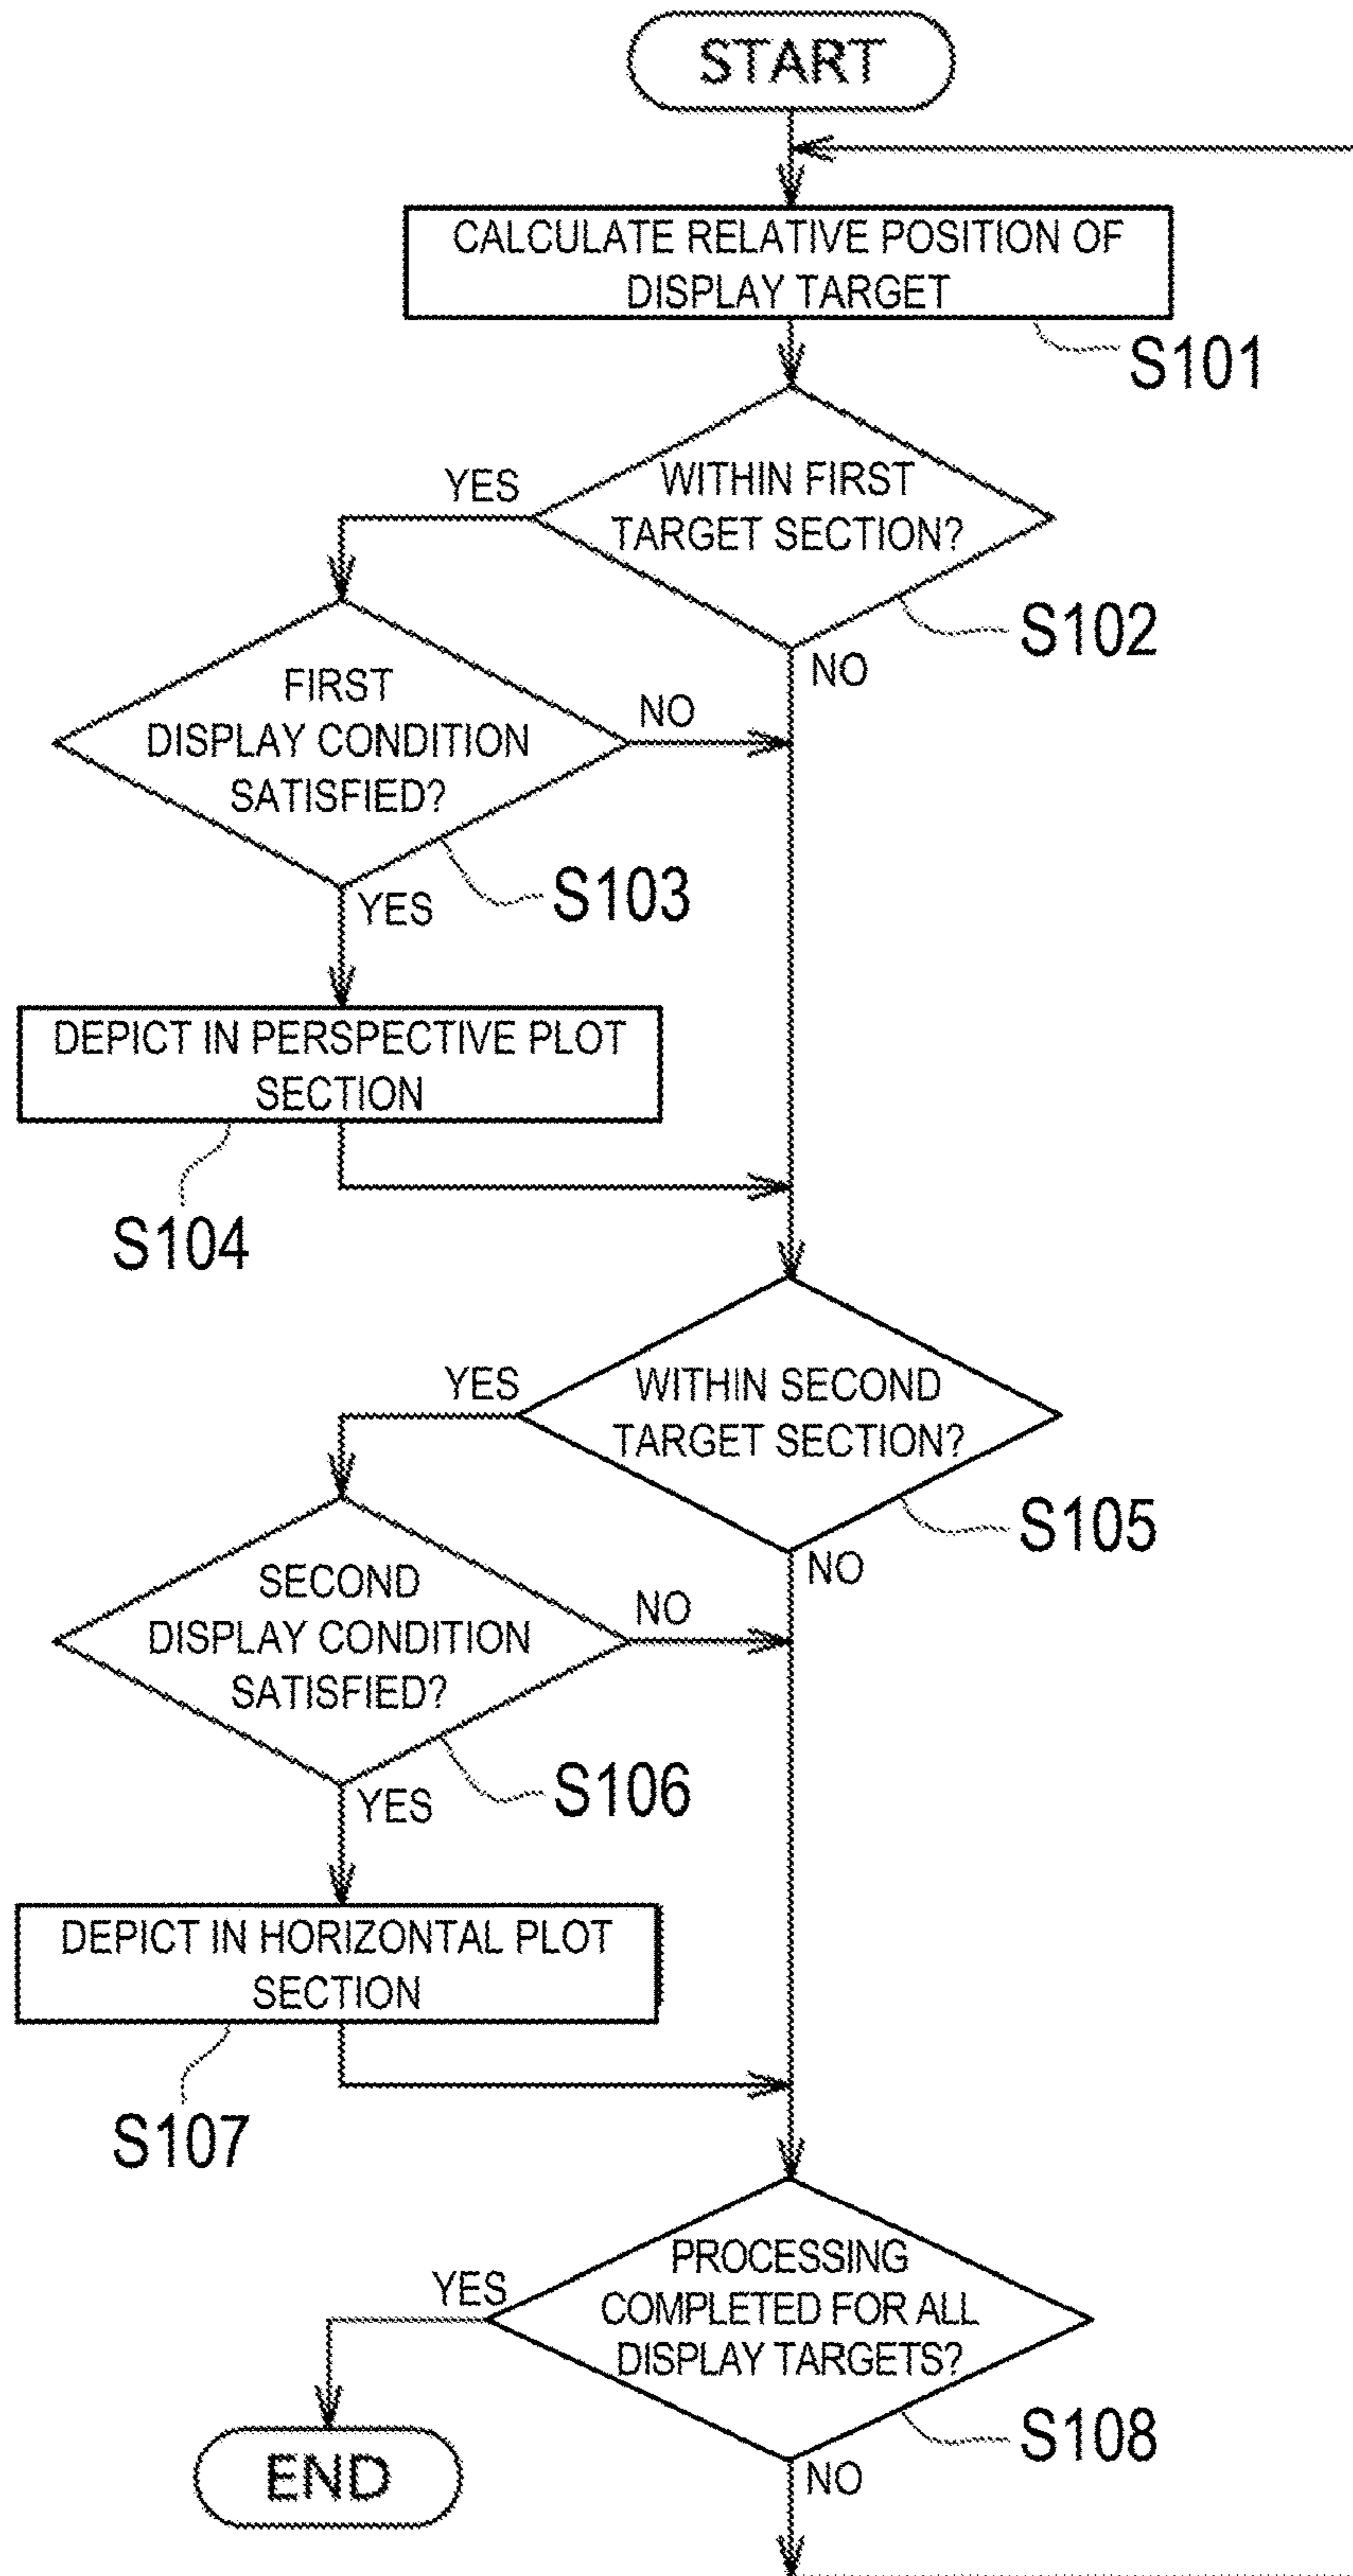 START
CALCULATE RELATIVE POSITION OF
DISPLAY TARGET
S101
YES
WITHIN FIRST
TARGET SECTION?
S102
NO
FIRST
DISPLAY CONDITION
SATISFIED?
NO
S103
YES
DEPICT IN PERSPECTIVE PLOT
SECTION
S104
YES
WITHIN SECOND
TARGET SECTION?
S105
NO
SECOND
DISPLAY CONDITION
SATISFIED?
NO
S106
YES
DEPICT IN HORIZONTAL PLOT
SECTION
S107
PROCESSING
COMPLETED FOR ALL
DISPLAY TARGETS?
YES
S108
END
NO